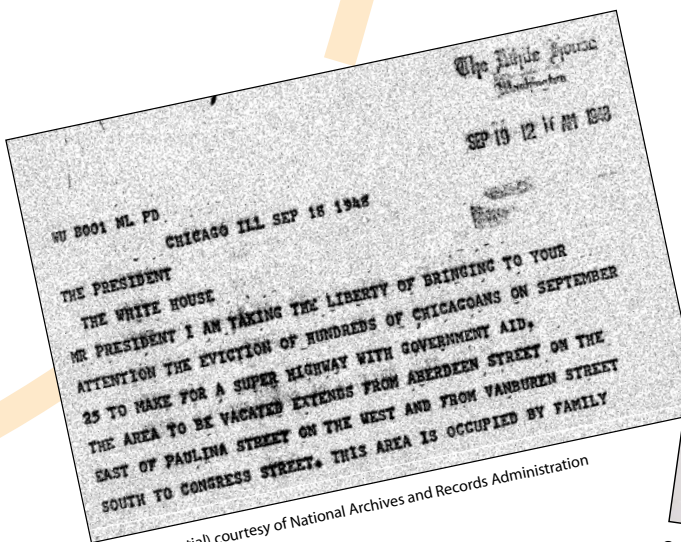 The White House
Washington
SEP 19 12 AM 1948
WU B001 NL PD
CHICAGO ILL SEP 18 1948
THE PRESIDENT
THE WHITE HOUSE
MR PRESIDENT I AM TAKING THE LIBERTY OF BRINGING TO YOUR
ATTENTION THE EVICTION OF HUNDREDS OF CHICAGOANS ON SEPTEMBER
25 TO MAKE FOR A SUPER HIGHWAY WITH GOVERNMENT AID.
THE AREA TO BE VACATED EXTENDS FROM ABERDEEN STREET ON THE
EAST OF PAULINA STREET ON THE WEST AND FROM VANBUREN STREET
SOUTH TO CONGRESS STREET. THIS AREA IS OCCUPIED BY FAMILY
courtesy of National Archives and Records Administration